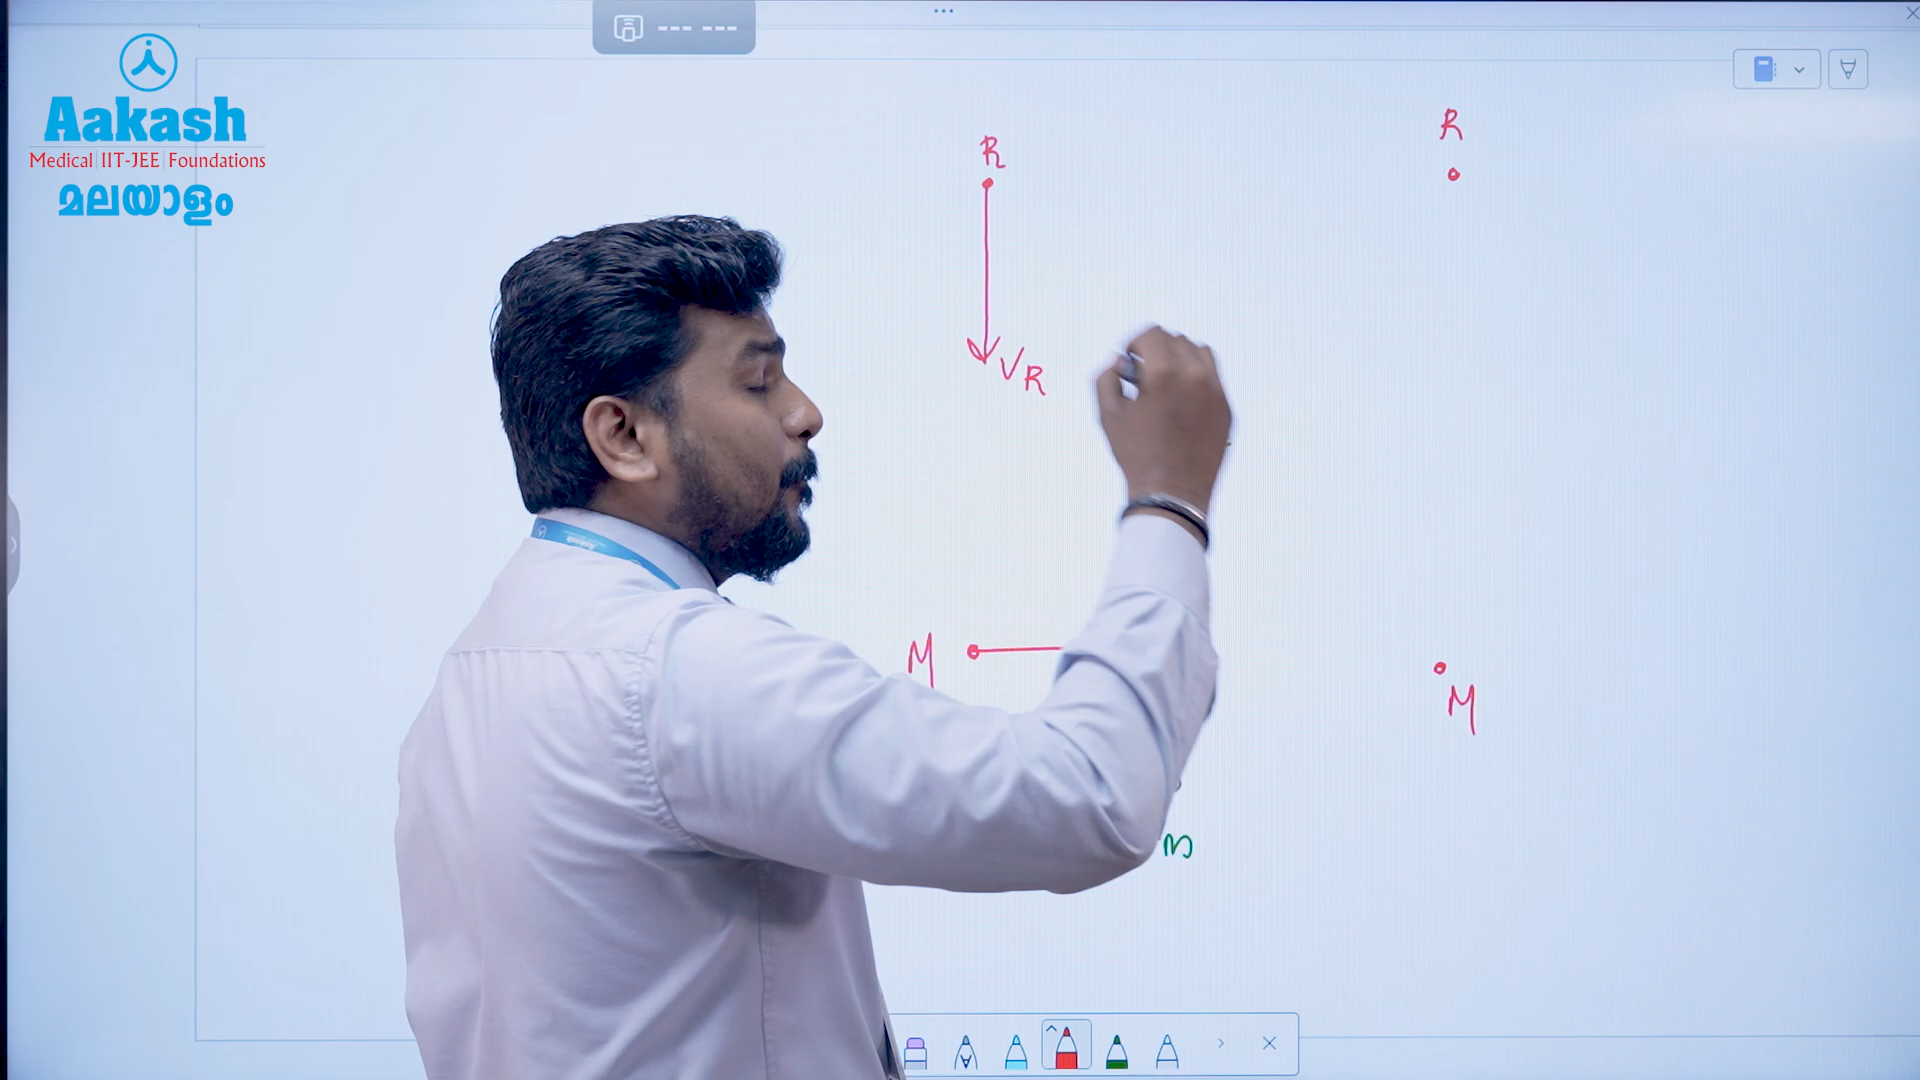 Aakash
Medical IIT-JEE Foundations
മലയാളം
R
R
VR
M
M
m